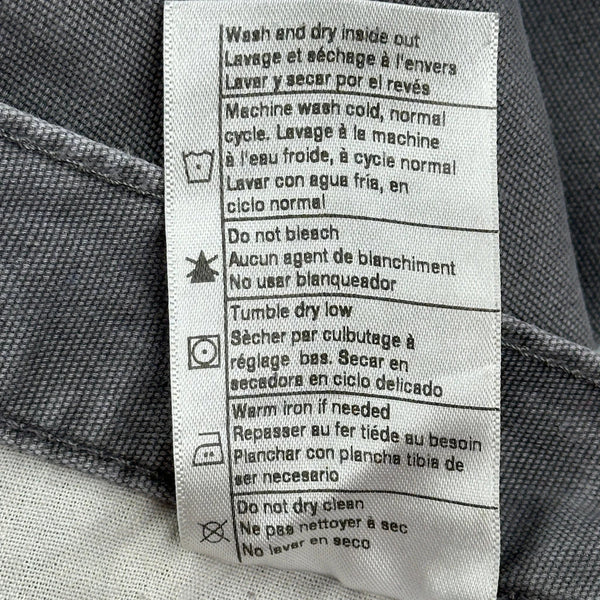 Wash and dry inside out
Lavage et séchage à l'envers
Lavar y secar por el revés
Machine wash cold, normal
cycle. Lavage à la machine
à l'eau froide, à cycle normal
Lavar con agua fría, en
ciclo normal
Do not bleach
Aucun agent de blanchiment
No usar blanqueador
Tumble dry low
Sècher par culbutage à
réglage bas. Secar en
secadora en ciclo delicado
Warm iron if needed
Repasser au fer tiéde au besoin
Planchar con plancha tibia de
ser necesario
Do not dry clean
Ne pas nettoyer à sec
No lavar en seco